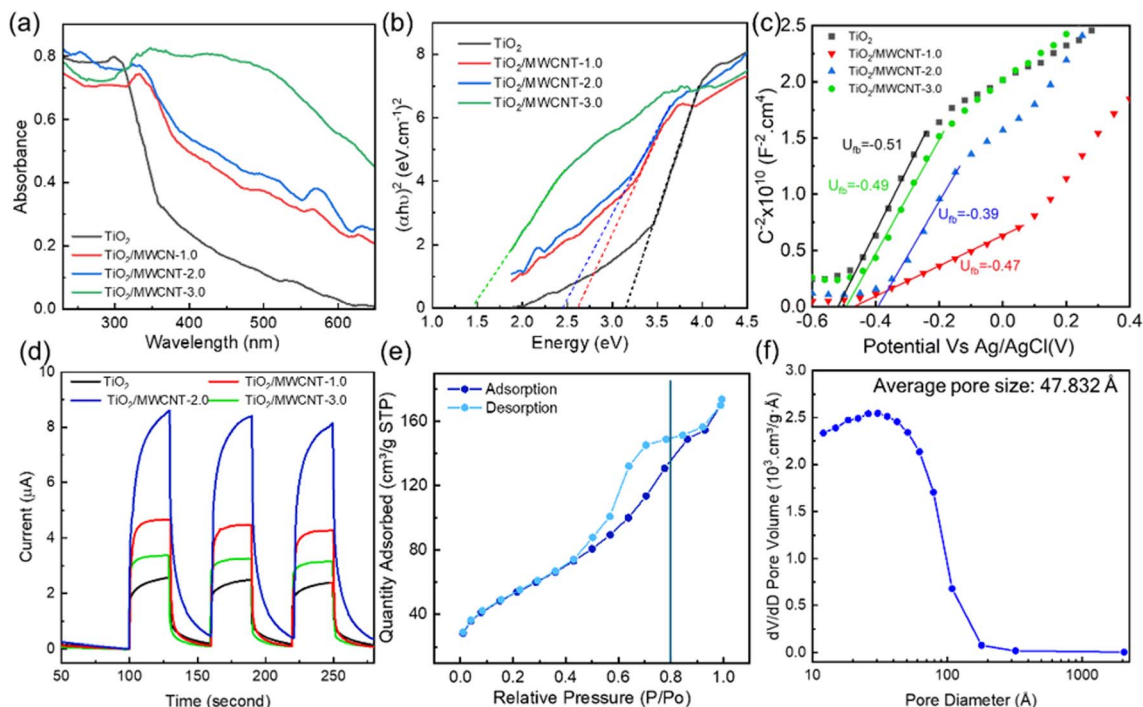 (a)
0.8
0.6
0.4
0.2
0.0
Absorbance
TiO₂
TiO₂/MWCN-1.0
TiO₂/MWCNT-2.0
TiO₂/MWCNT-3.0
300 400 500 600
Wavelength (nm)
(b)
8
6
4
2
0
(αhυ)² (eV.cm⁻¹)²
TiO₂
TiO₂/MWCNT-1.0
TiO₂/MWCNT-2.0
TiO₂/MWCNT-3.0
1.0 1.5 2.0 2.5 3.0 3.5 4.0 4.5
Energy (eV)
(c)
2.5
2.0
1.5
1.0
0.5
0.0
C⁻²x10¹⁰ (F⁻².cm⁴)
TiO₂
TiO₂/MWCNT-1.0
TiO₂/MWCNT-2.0
TiO₂/MWCNT-3.0
U_fb=-0.51
U_fb=-0.49
U_fb=-0.39
U_fb=-0.47
-0.6 -0.4 -0.2 0.0 0.2 0.4
Potential Vs Ag/AgCl(V)
(d)
10
8
6
4
2
0
Current (µA)
TiO₂ TiO₂/MWCNT-1.0
TiO₂/MWCNT-2.0 TiO₂/MWCNT-3.0
50 100 150 200 250
Time (second)
(e)
160
120
80
40
Quantity Adsorbed (cm³/g STP)
Adsorption
Desorption
0.0 0.2 0.4 0.6 0.8 1.0
Relative Pressure (P/Po)
(f)
3.0
2.5
2.0
1.5
1.0
0.5
0.0
dV/dD Pore Volume (10³.cm³/g·Å)
Average pore size: 47.832 Å
10 100 1000
Pore Diameter (Å)